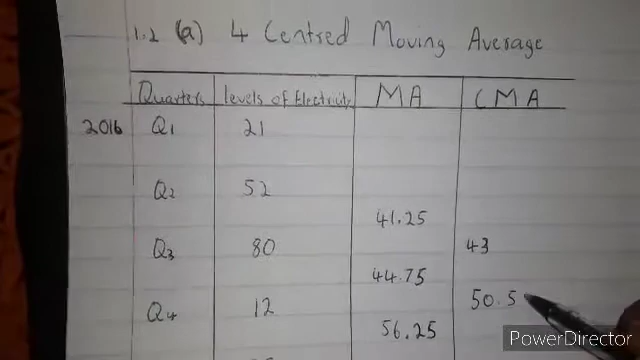 1.2 (a) 4 Centred Moving Average
Quarters levels of Electricity MA CMA
2016 Q1 21
Q2 52
41.25
Q3 80 43
44.75
Q4 12 50.5
56.25
PowerDirector